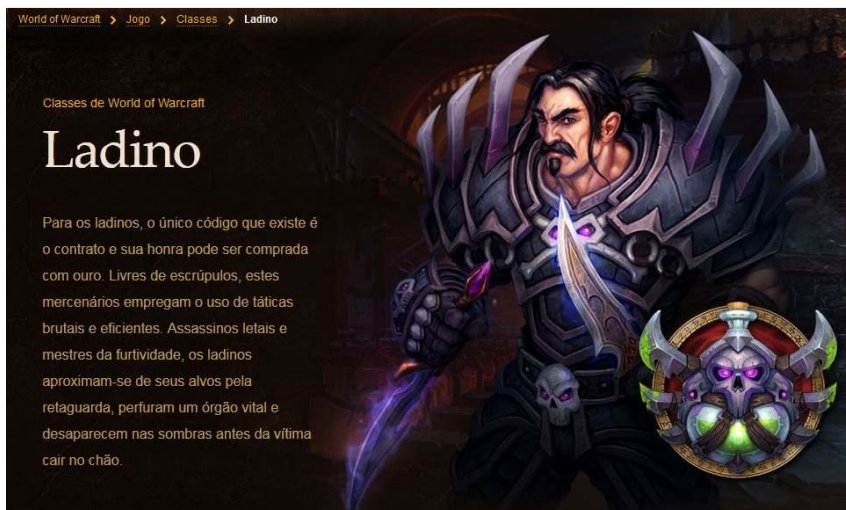 World of Warcraft > Jogo > Classes > Ladino
Classes de World of Warcraft
Ladino
Para os ladinos, o único código que existe é
o contrato e sua honra pode ser comprada
com ouro. Livres de escrúpulos, estes
mercenários empregam o uso de táticas
brutais e eficientes. Assassinos letais e
mestres da furtividade, os ladinos
aproximam-se de seus alvos pela
retaguarda, perfuram um órgão vital e
desaparecem nas sombras antes da vítima
cair no chão.